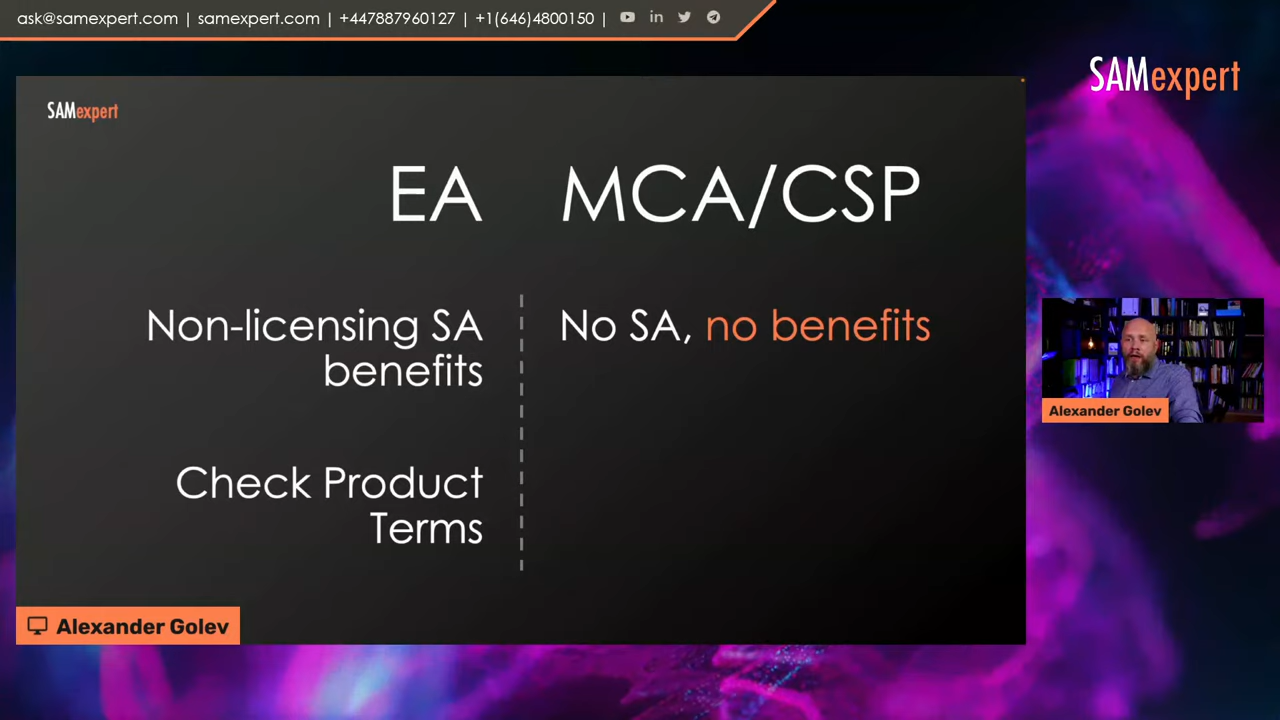 ask@samexpert.com | samexpert.com | +447887960127 | +1(646)4800150 |
SAMexpert
SAMexpert
EA
MCA/CSP
Non-licensing SA
benefits
No SA, no benefits
Check Product
Terms
Alexander Golev
Alexander Golev